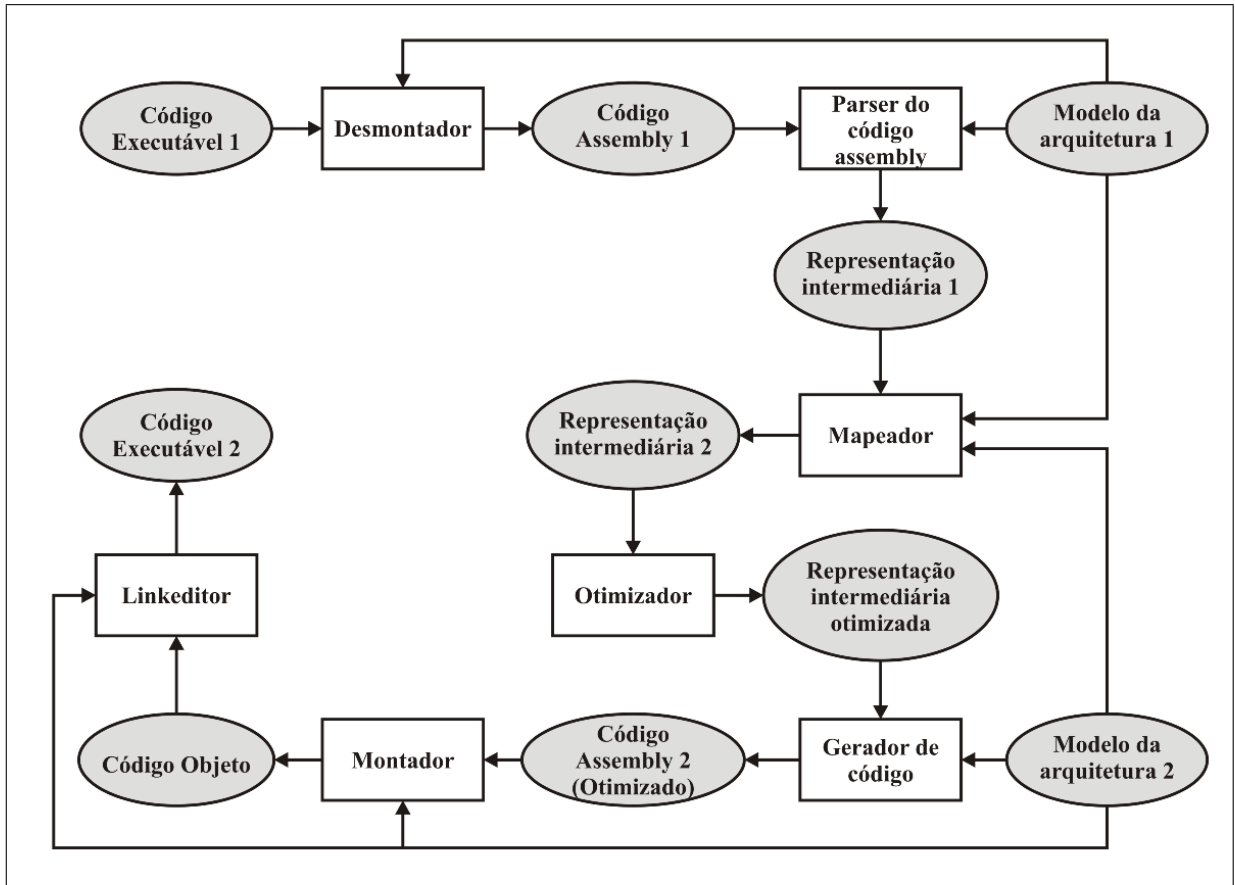 Código
Executável 1
Desmontador
Código
Assembly 1
Parser do
código
assembly
Modelo da
arquitetura 1
Representação
intermediária 1
Código
Executável 2
Representação
intermediária 2
Mapeador
Linkeditor
Otimizador
Representação
intermediária
otimizada
Código Objeto
Montador
Código
Assembly 2
(Otimizado)
Gerador de
código
Modelo da
arquitetura 2